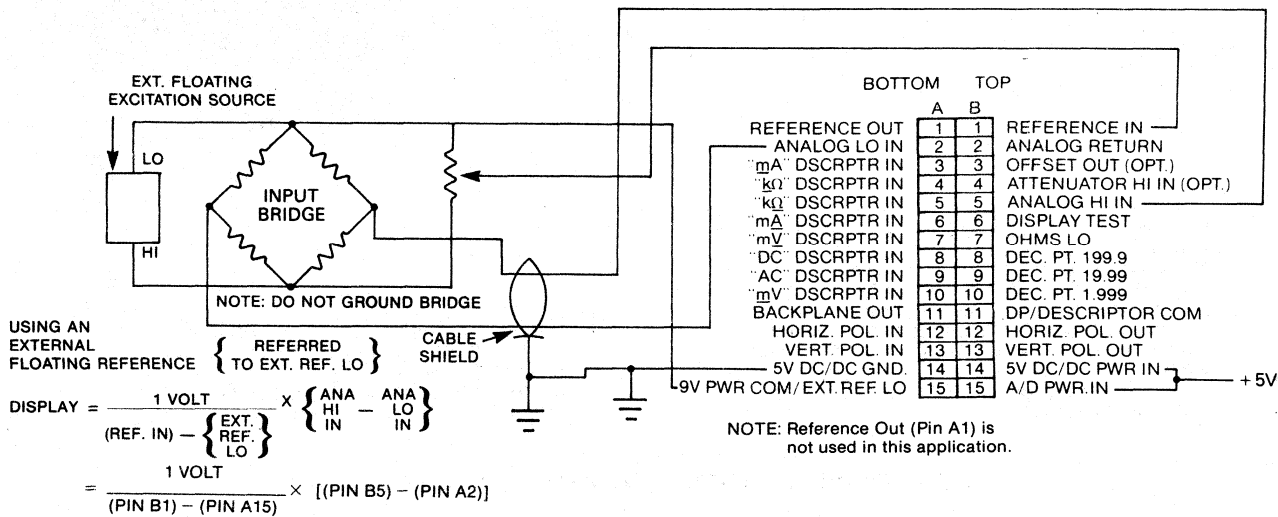 EXT. FLOATING
EXCITATION SOURCE
LO
HI
INPUT
BRIDGE
NOTE: DO NOT GROUND BRIDGE
CABLE
SHIELD
BOTTOM TOP
A B
REFERENCE OUT 1 1 REFERENCE IN
ANALOG LO IN 2 2 ANALOG RETURN
"mA" DSCRPTR IN 3 3 OFFSET OUT (OPT.)
"kΩ" DSCRPTR IN 4 4 ATTENUATOR HI IN (OPT.)
"kΩ" DSCRPTR IN 5 5 ANALOG HI IN
"mA" DSCRPTR IN 6 6 DISPLAY TEST
"mV" DSCRPTR IN 7 7 OHMS LO
"DC" DSCRPTR IN 8 8 DEC. PT. 199.9
"AC" DSCRPTR IN 9 9 DEC. PT. 19.99
"mV" DSCRPTR IN 10 10 DEC. PT. 1.999
BACKPLANE OUT 11 11 DP/DESCRIPTOR COM
HORIZ. POL. IN 12 12 HORIZ. POL. OUT
VERT. POL. IN 13 13 VERT. POL. OUT
5V DC/DC GND. 14 14 5V DC/DC PWR IN
9V PWR COM/EXT. REF. LO 15 15 A/D PWR. IN
+5V
NOTE: Reference Out (Pin A1) is
not used in this application.
USING AN
EXTERNAL
FLOATING REFERENCE { REFERRED
TO EXT. REF. LO }
DISPLAY = 1 VOLT × { ANA HI IN – ANA LO IN }
(REF. IN) – { EXT. REF. LO }
= 1 VOLT × [(PIN B5) – (PIN A2)]
(PIN B1) – (PIN A15)